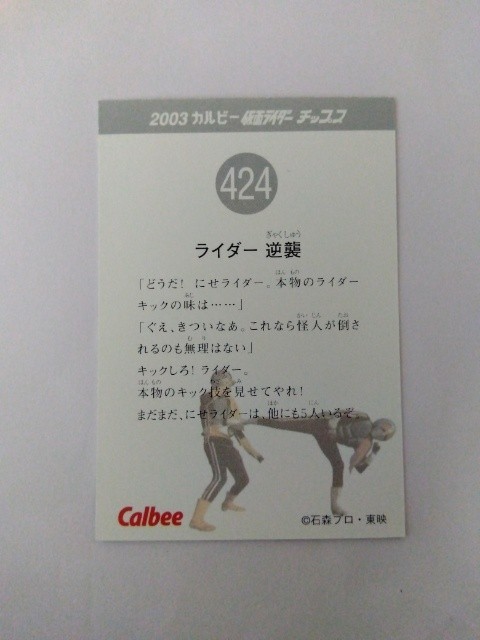 2003 カルビー 仮面ライダー チップス
424
ぎゃくしゅう
ライダー 逆襲
ほん もの
「どうだ! にせライダー。本物のライダー
あじ
キックの味は……」
かい じん たお
「ぐえ、きついなあ。これなら怪人が倒さ
む り
れるのも無理はない」
キックしろ! ライダー。
ほん もの み
本物のキック技を見せてやれ!
ほか にん
まだまだ、にせライダーは、他にも5人いるぞ。
Calbee
©石森プロ・東映